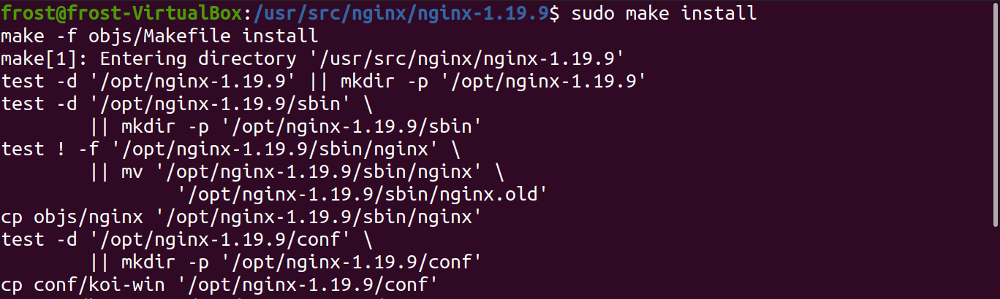 frost@frost-VirtualBox:/usr/src/nginx/nginx-1.19.9$ sudo make install
make -f objs/Makefile install
make[1]: Entering directory '/usr/src/nginx/nginx-1.19.9'
test -d '/opt/nginx-1.19.9' || mkdir -p '/opt/nginx-1.19.9'
test -d '/opt/nginx-1.19.9/sbin' \
        || mkdir -p '/opt/nginx-1.19.9/sbin'
test ! -f '/opt/nginx-1.19.9/sbin/nginx' \
        || mv '/opt/nginx-1.19.9/sbin/nginx' \
                '/opt/nginx-1.19.9/sbin/nginx.old'
cp objs/nginx '/opt/nginx-1.19.9/sbin/nginx'
test -d '/opt/nginx-1.19.9/conf' \
        || mkdir -p '/opt/nginx-1.19.9/conf'
cp conf/koi-win '/opt/nginx-1.19.9/conf'